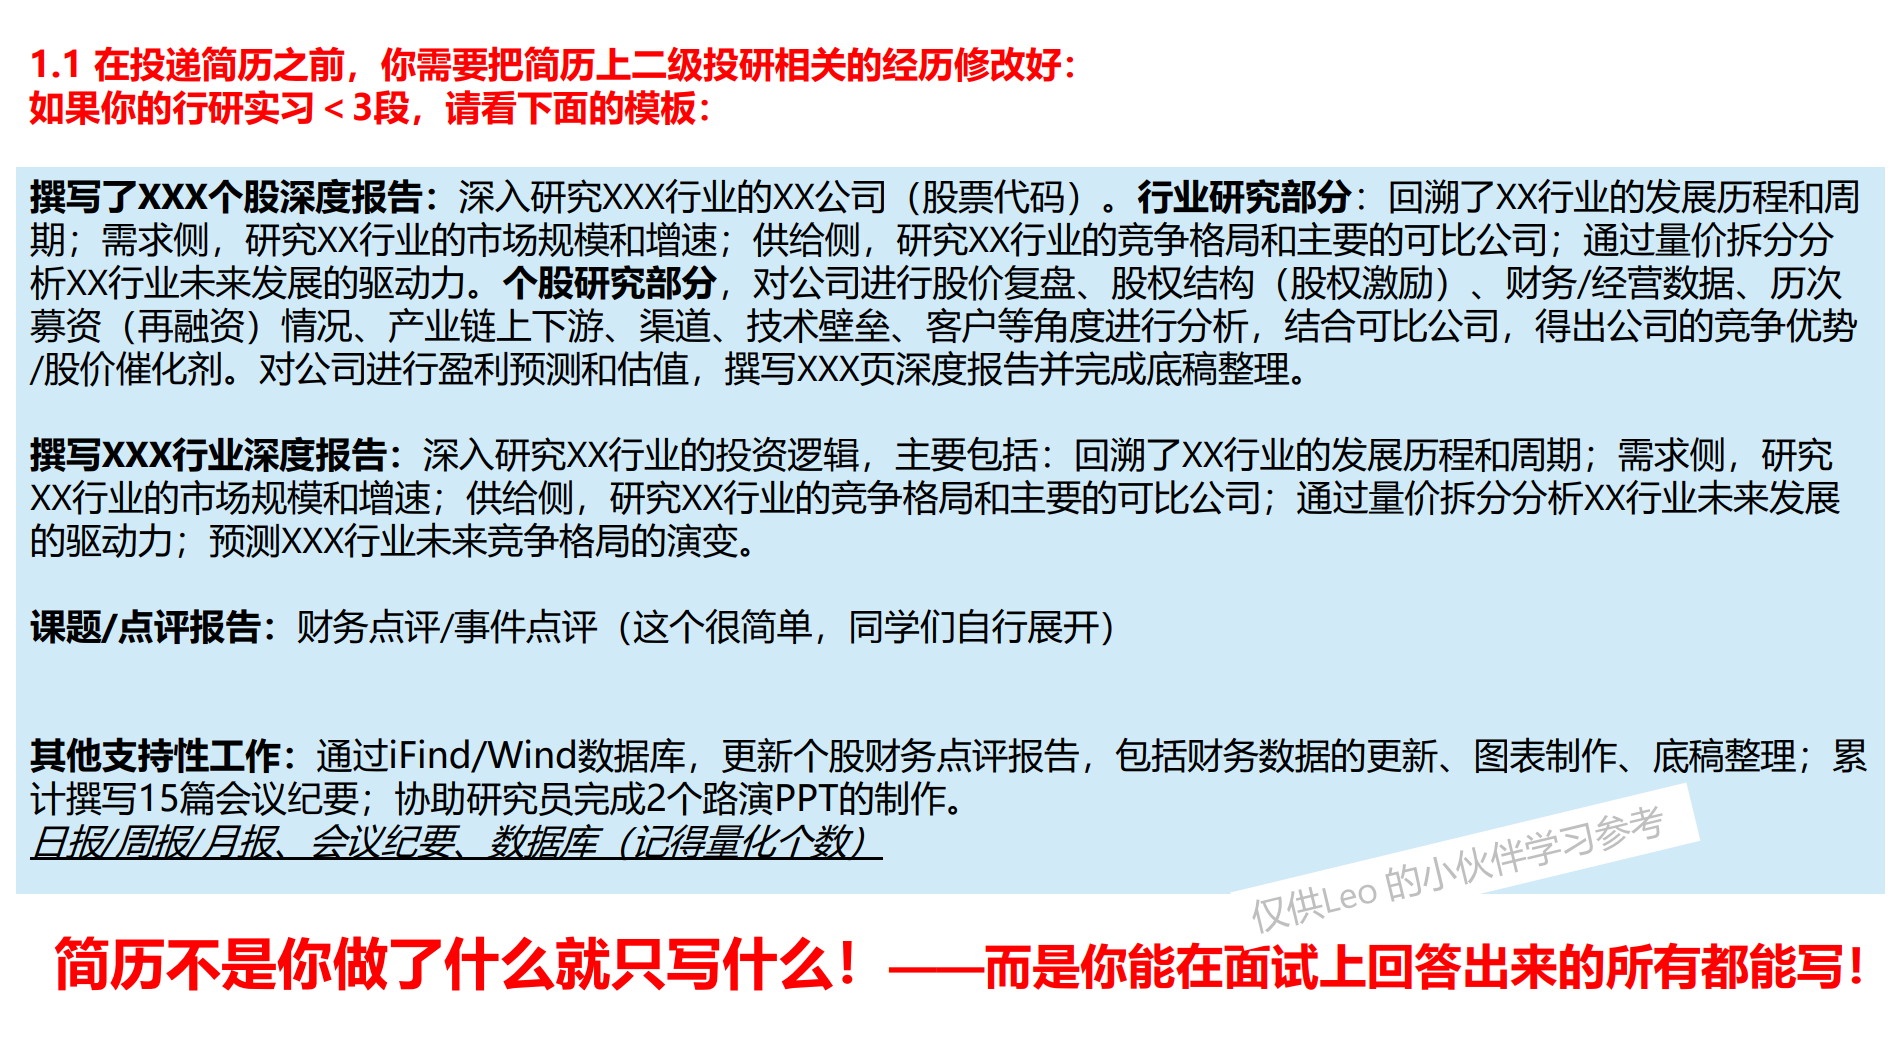 1.1 在投递简历之前，你需要把简历上二级投研相关的经历修改好：
如果你的行研实习＜3段，请看下面的模板：
撰写了XXX个股深度报告：深入研究XXX行业的XX公司（股票代码）。行业研究部分：回溯了XX行业的发展历程和周
期；需求侧，研究XX行业的市场规模和增速；供给侧，研究XX行业的竞争格局和主要的可比公司；通过量价拆分分
析XX行业未来发展的驱动力。个股研究部分，对公司进行股价复盘、股权结构（股权激励）、财务/经营数据、历次
募资（再融资）情况、产业链上下游、渠道、技术壁垒、客户等角度进行分析，结合可比公司，得出公司的竞争优势
/股价催化剂。对公司进行盈利预测和估值，撰写XXX页深度报告并完成底稿整理。
撰写XXX行业深度报告：深入研究XX行业的投资逻辑，主要包括：回溯了XX行业的发展历程和周期；需求侧，研究
XX行业的市场规模和增速；供给侧，研究XX行业的竞争格局和主要的可比公司；通过量价拆分分析XX行业未来发展
的驱动力；预测XXX行业未来竞争格局的演变。
课题/点评报告：财务点评/事件点评（这个很简单，同学们自行展开）
其他支持性工作：通过iFind/Wind数据库，更新个股财务点评报告，包括财务数据的更新、图表制作、底稿整理；累
计撰写15篇会议纪要；协助研究员完成2个路演PPT的制作。
日报/周报/月报、会议纪要、数据库（记得量化个数）
仅供Leo 的小伙伴学习参考
简历不是你做了什么就只写什么！——而是你能在面试上回答出来的所有都能写！